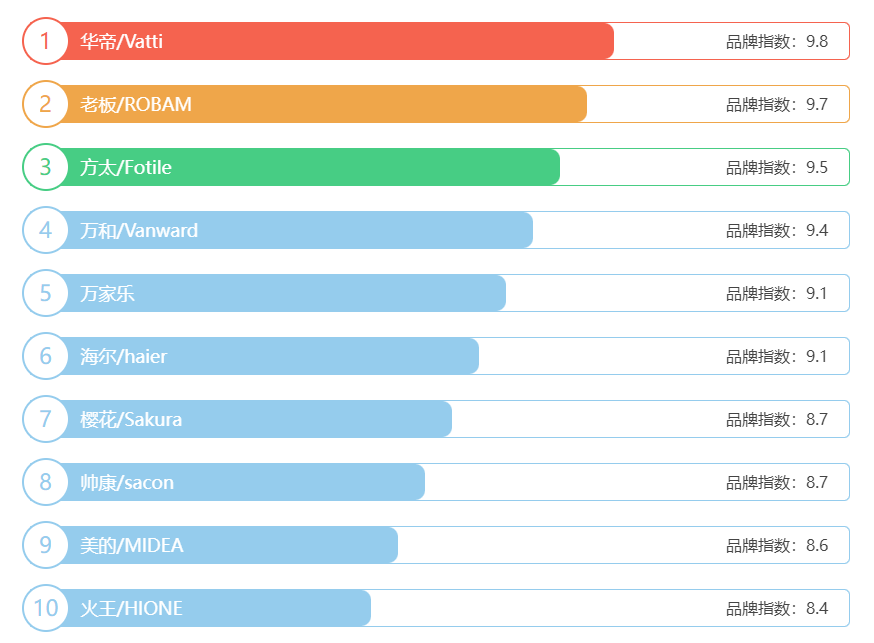 1 华帝/Vatti 品牌指数：9.8
2 老板/ROBAM 品牌指数：9.7
3 方太/Fotile 品牌指数：9.5
4 万和/Vanward 品牌指数：9.4
5 万家乐 品牌指数：9.1
6 海尔/haier 品牌指数：9.1
7 樱花/Sakura 品牌指数：8.7
8 帅康/sacon 品牌指数：8.7
9 美的/MIDEA 品牌指数：8.6
10 火王/HIONE 品牌指数：8.4